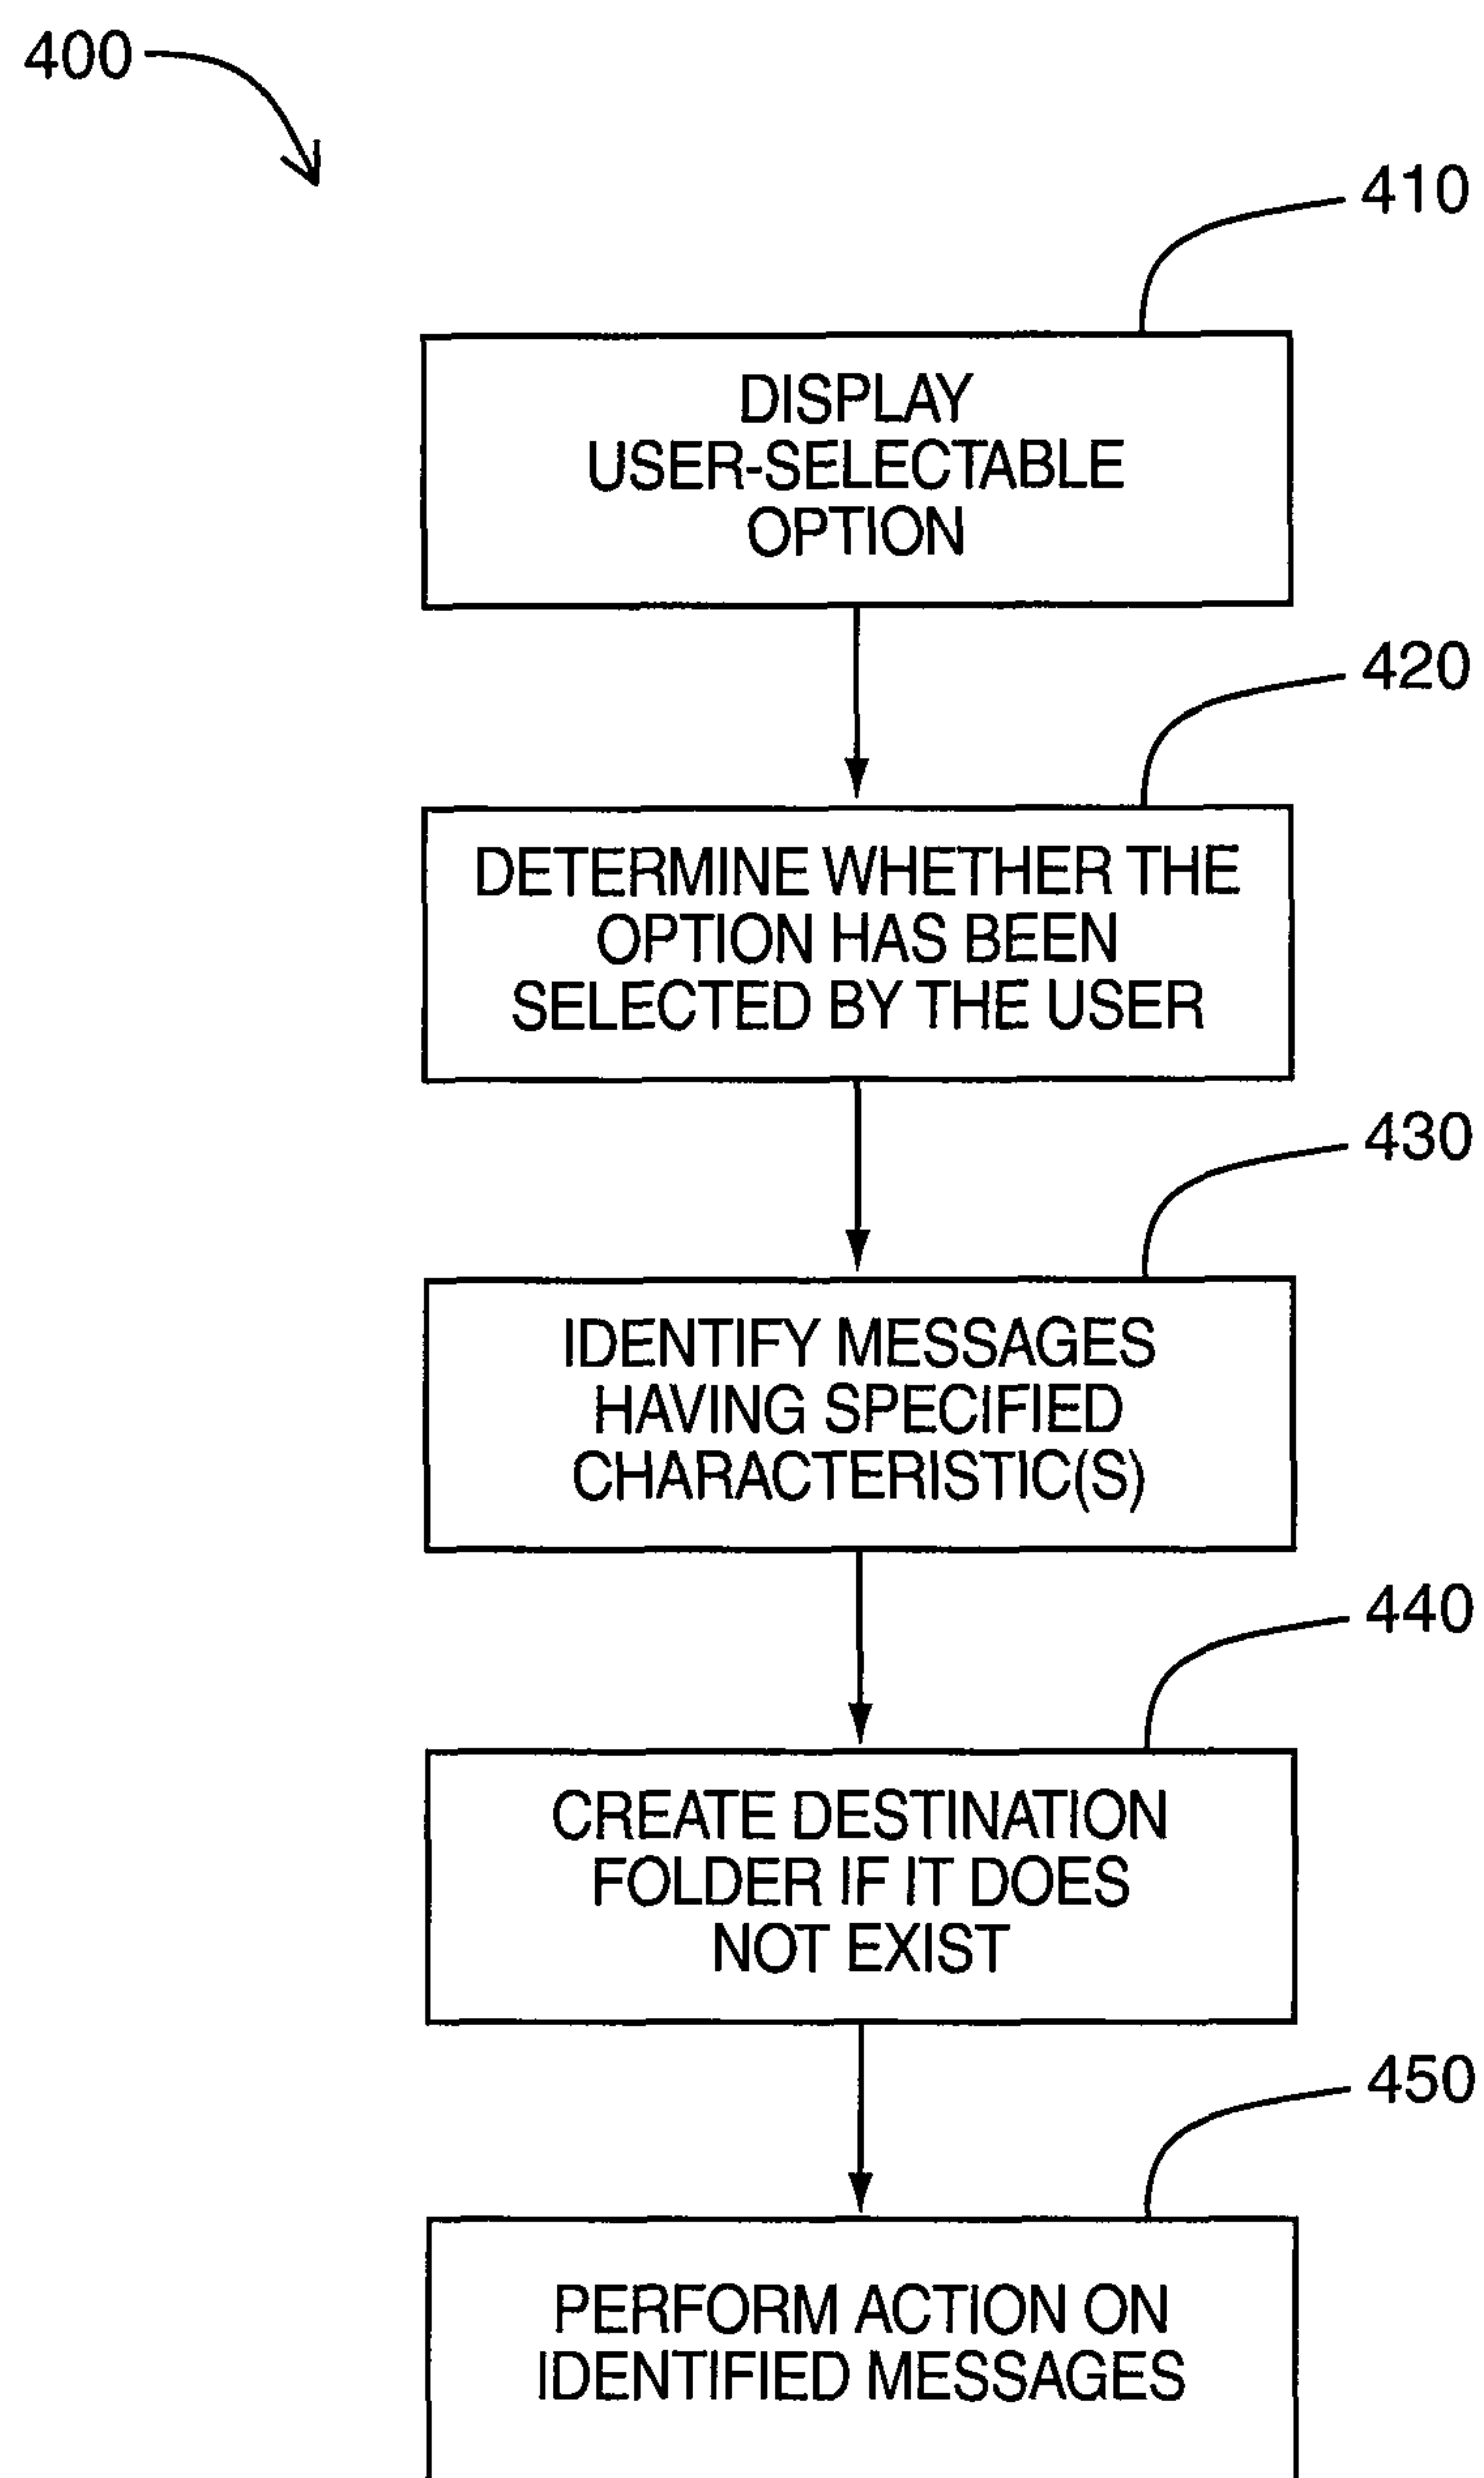 400
410
DISPLAY
USER-SELECTABLE
OPTION
420
DETERMINE WHETHER THE
OPTION HAS BEEN
SELECTED BY THE USER
430
IDENTIFY MESSAGES
HAVING SPECIFIED
CHARACTERISTIC(S)
440
CREATE DESTINATION
FOLDER IF IT DOES
NOT EXIST
450
PERFORM ACTION ON
IDENTIFIED MESSAGES